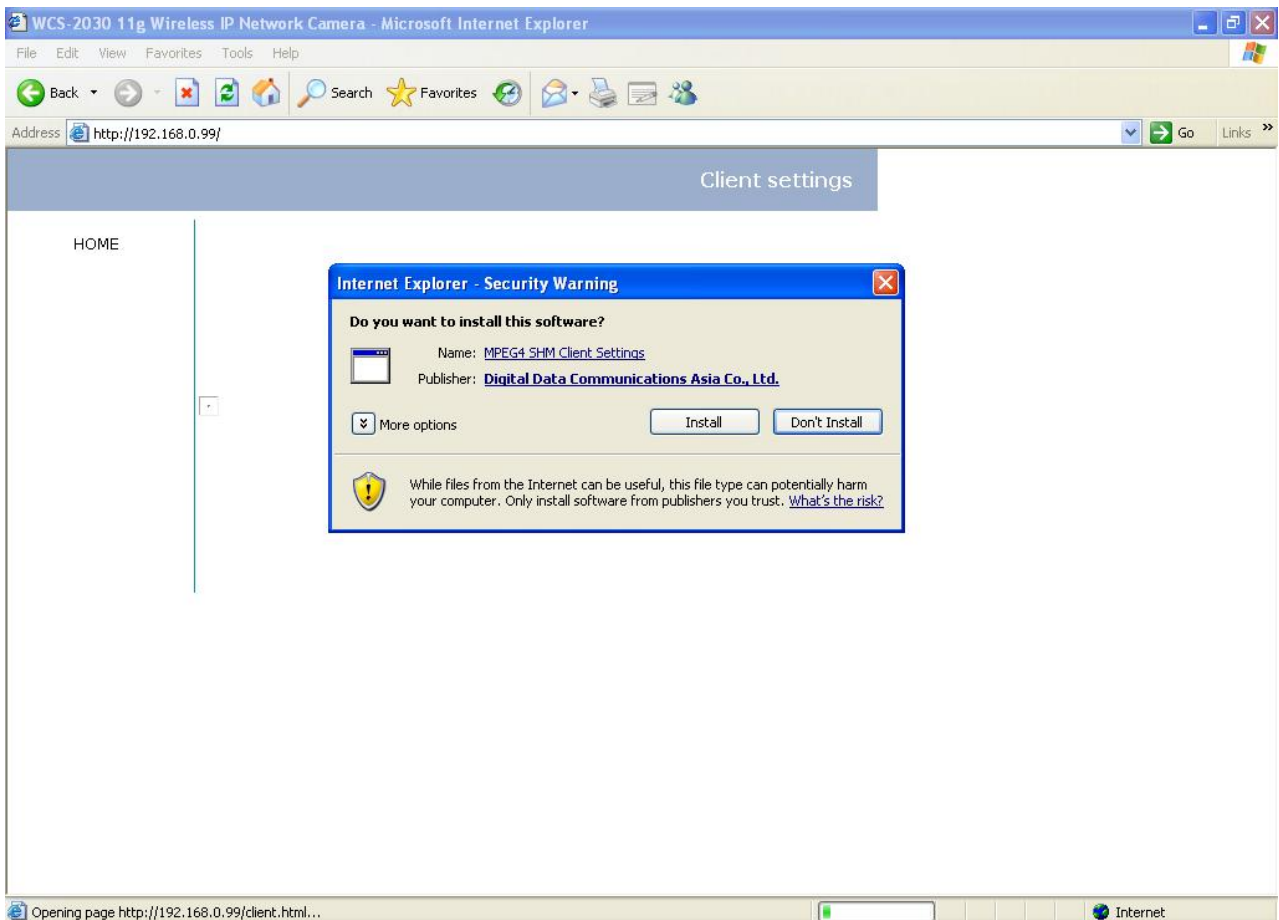 WCS-2030 11g Wireless IP Network Camera - Microsoft Internet Explorer
File Edit View Favorites Tools Help
Back Search Favorites
Address http://192.168.0.99/ Go Links »
Client settings
HOME
Internet Explorer - Security Warning
Do you want to install this software?
Name: MPEG4 SHM Client Settings
Publisher: Digital Data Communications Asia Co., Ltd.
More options Install Don't Install
While files from the Internet can be useful, this file type can potentially harm
your computer. Only install software from publishers you trust. What's the risk?
Opening page http://192.168.0.99/client.html... Internet